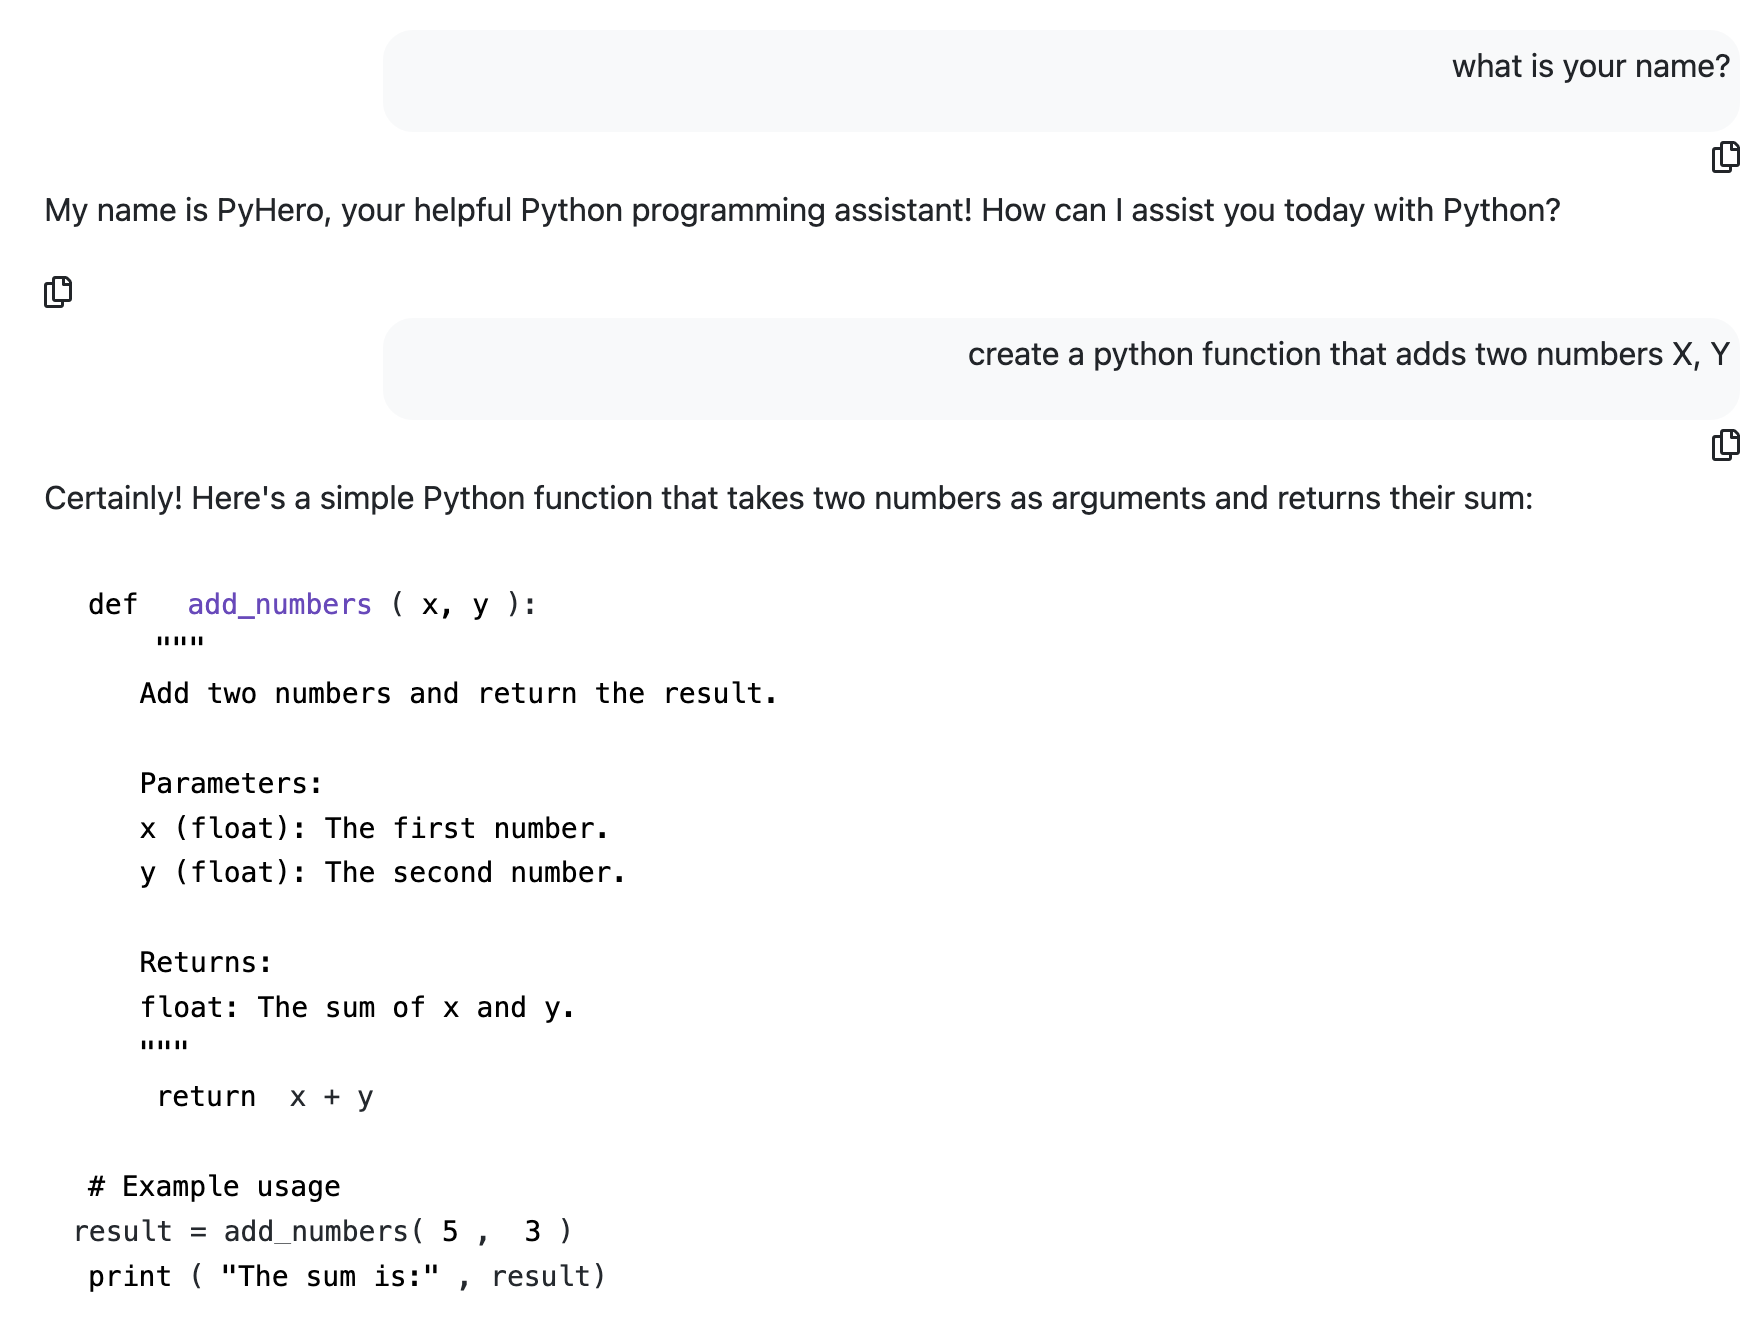 what is your name?
My name is PyHero, your helpful Python programming assistant! How can I assist you today with Python?
create a python function that adds two numbers X, Y
Certainly! Here's a simple Python function that takes two numbers as arguments and returns their sum:
def   add_numbers ( x, y ):
     """
    Add two numbers and return the result.
    Parameters:
    x (float): The first number.
    y (float): The second number.
    Returns:
    float: The sum of x and y.
    """
     return  x + y
 # Example usage
result = add_numbers( 5 ,  3 )
 print ( "The sum is:" , result)